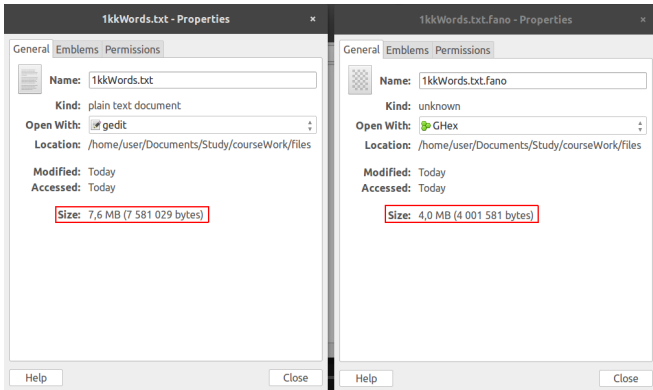 1kkWords.txt - Properties ×
General Emblems Permissions
Name: 1kkWords.txt
Kind: plain text document
Open With: gedit
Location: /home/user/Documents/Study/courseWork/files
Modified: Today
Accessed: Today
Size: 7,6 MB (7 581 029 bytes)
Help Close
1kkWords.txt.fano - Properties ×
General Emblems Permissions
Name: 1kkWords.txt.fano
Kind: unknown
Open With: GHex
Location: /home/user/Documents/Study/courseWork/files
Modified: Today
Accessed: Today
Size: 4,0 MB (4 001 581 bytes)
Help Close